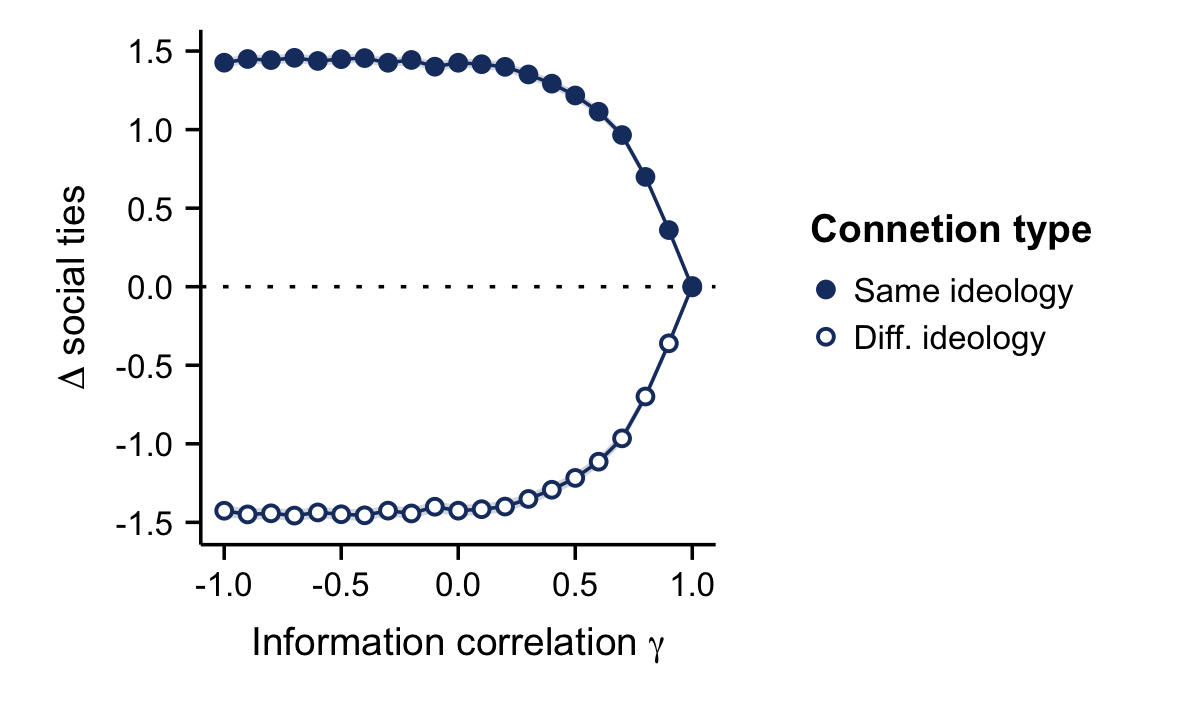 1.5
1.0
0.5
0.0
-0.5
-1.0
-1.5
Δ social ties
-1.0 -0.5 0.0 0.5 1.0
Information correlation γ
Connetion type
Same ideology
Diff. ideology